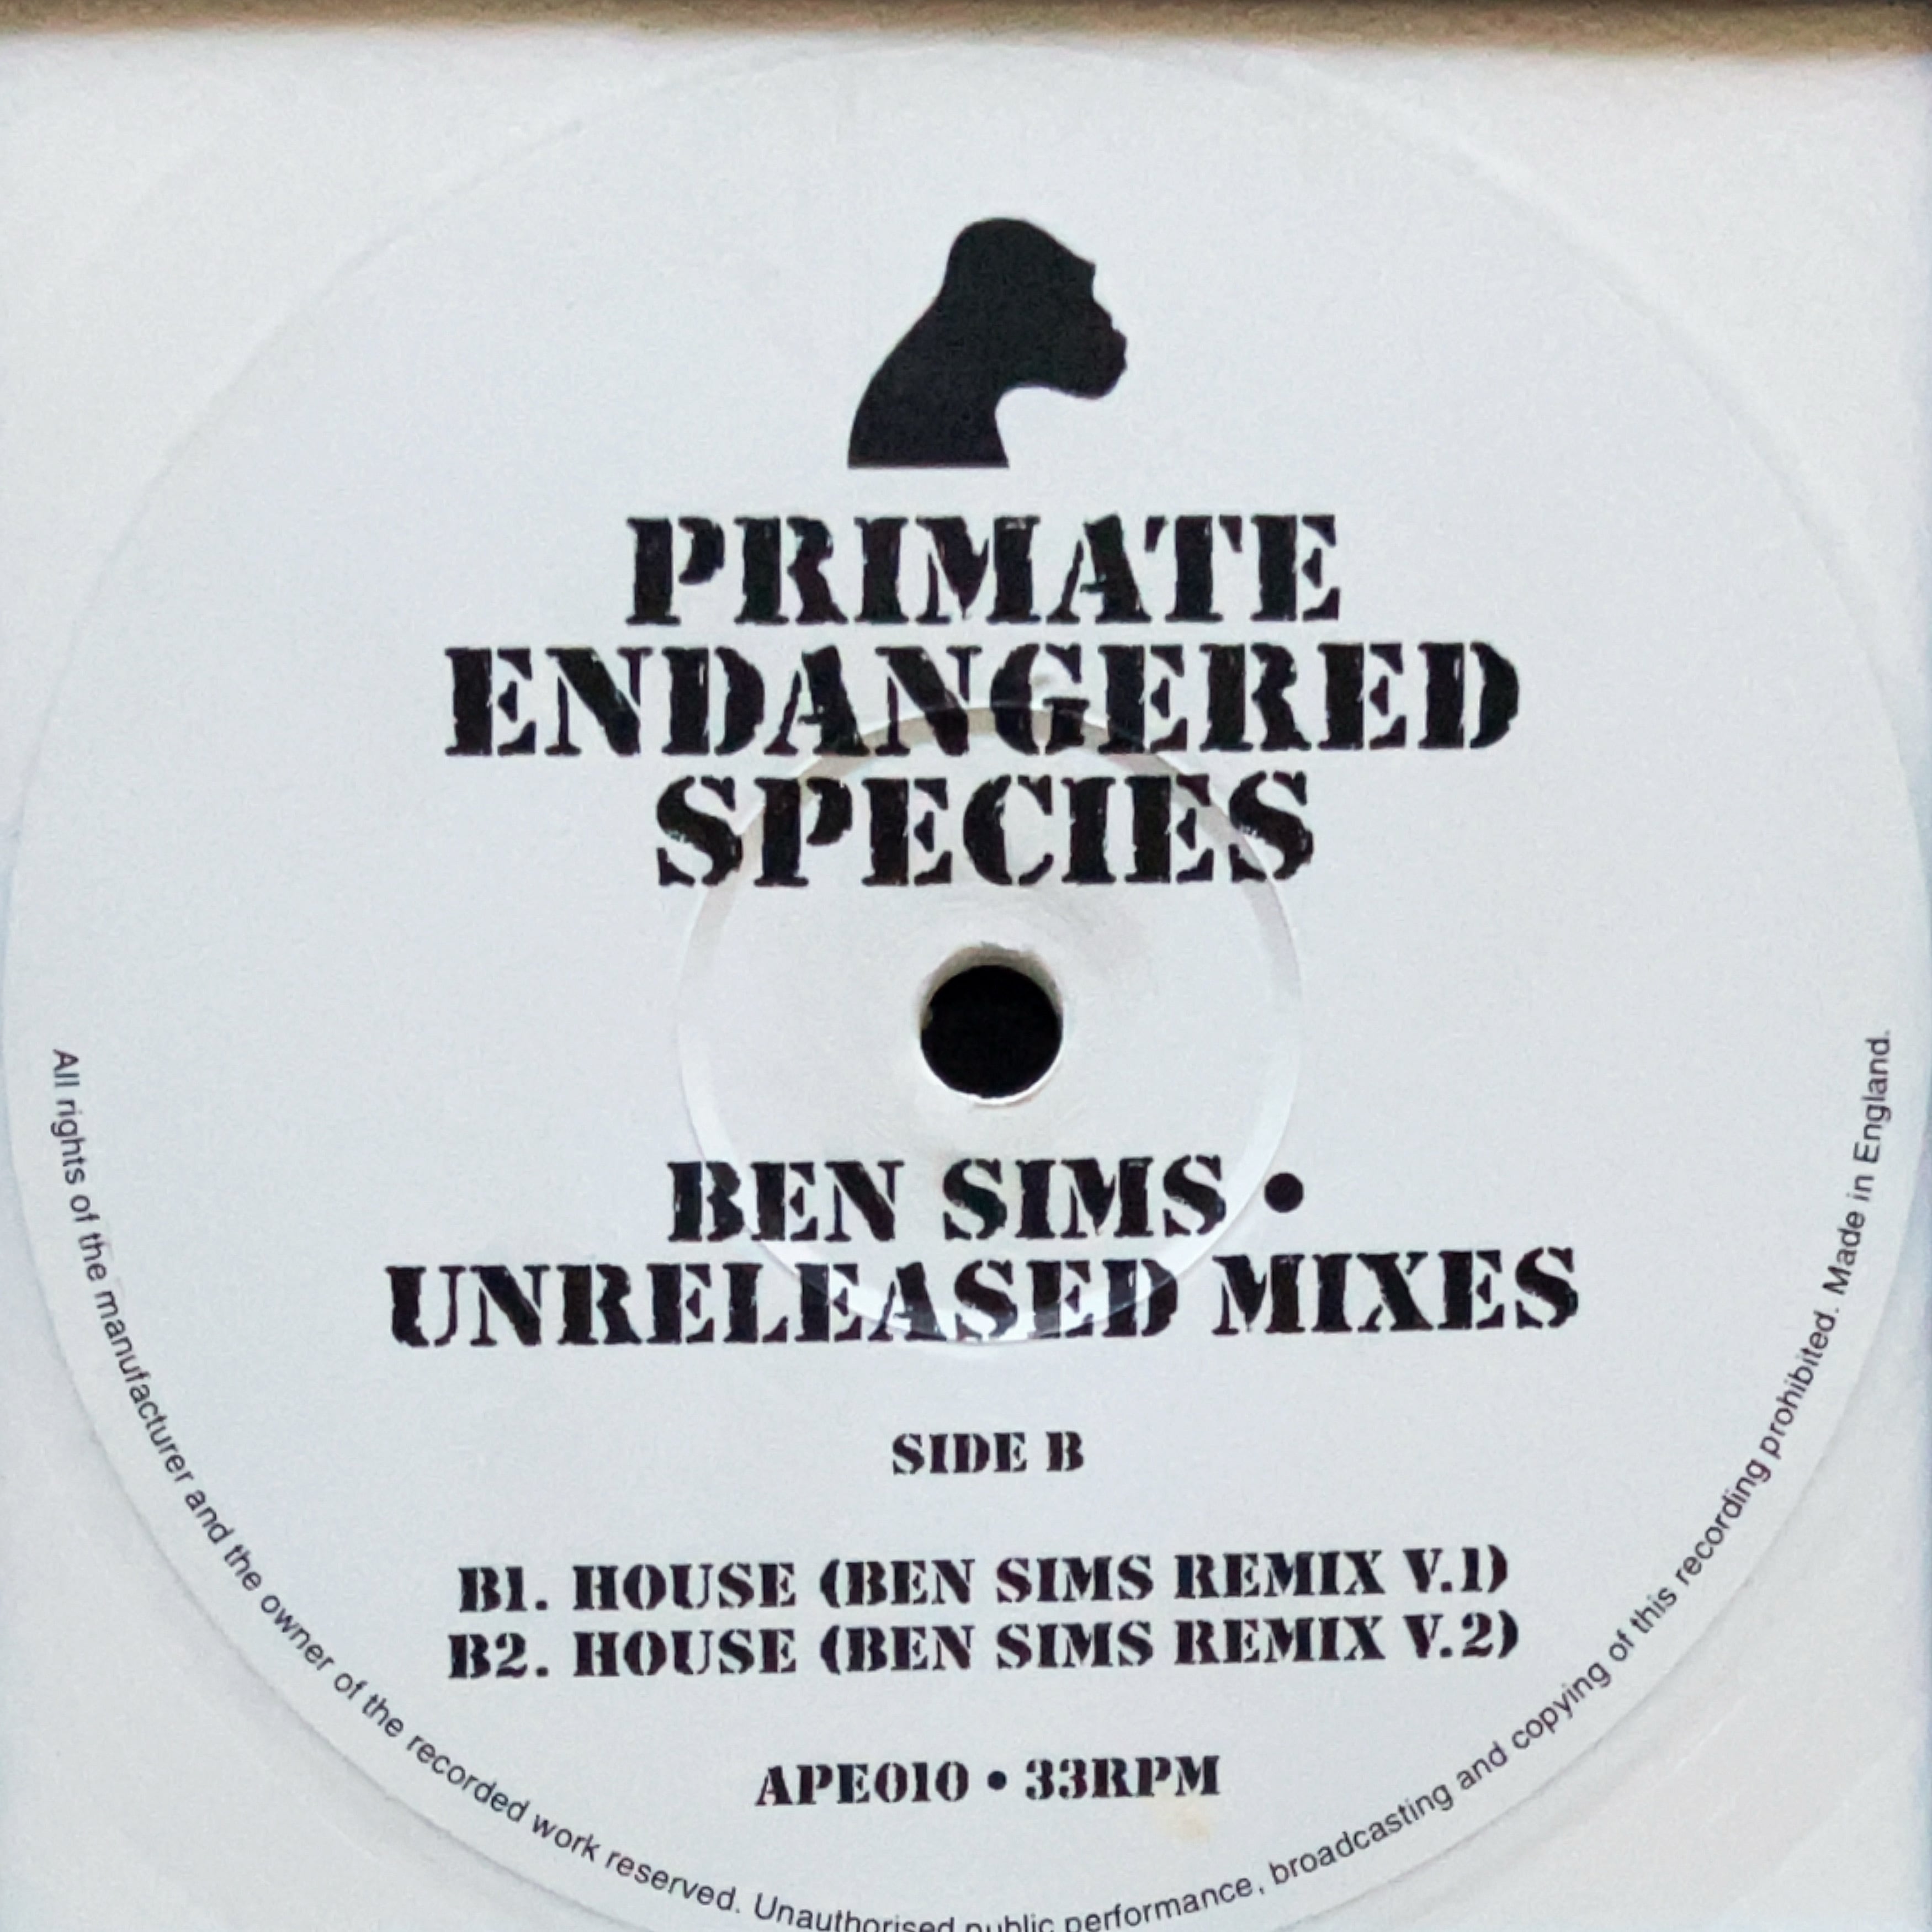 PRIMATE
ENDANGERED
SPECIES
BEN SIMS •
UNRELEASED MIXES
SIDE B
B1. HOUSE (BEN SIMS REMIX V.1)
B2. HOUSE (BEN SIMS REMIX V.2)
APE010 • 33RPM
All rights of the manufacturer and the owner of the recorded work reserved. Unauthorised public performance, broadcasting and copying of this recording prohibited. Made in England.